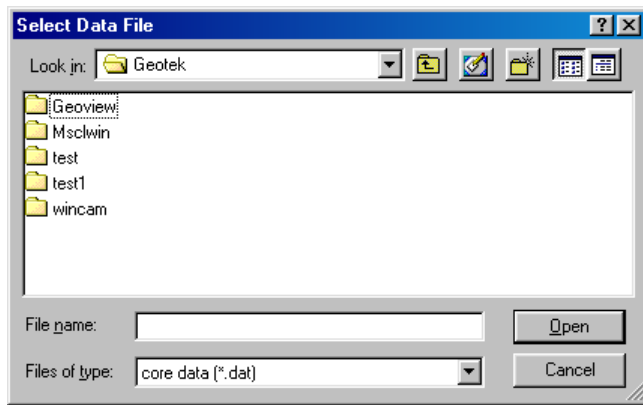 Select Data File
Look in: Geotek
Geoview
Msclwin
test
test1
wincam
File name: Open
Files of type: core data (*.dat) Cancel